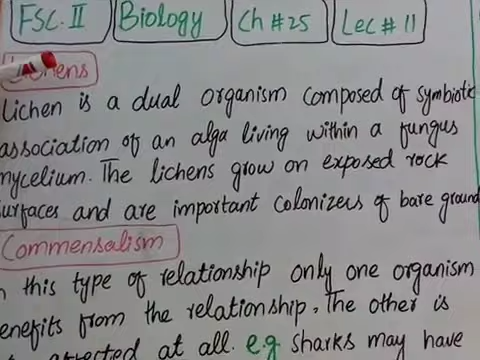 FSC. II Biology Ch # 25 Lec # 11
Lichens
Lichen is a dual organism composed of symbiotic
association of an alga living within a fungus
mycelium. The lichens grow on exposed rock
surfaces and are important colonizers of bare ground
Commensalism
In this type of relationship only one organism
benefits from the relationship. The other is
affected at all. e.g sharks may have